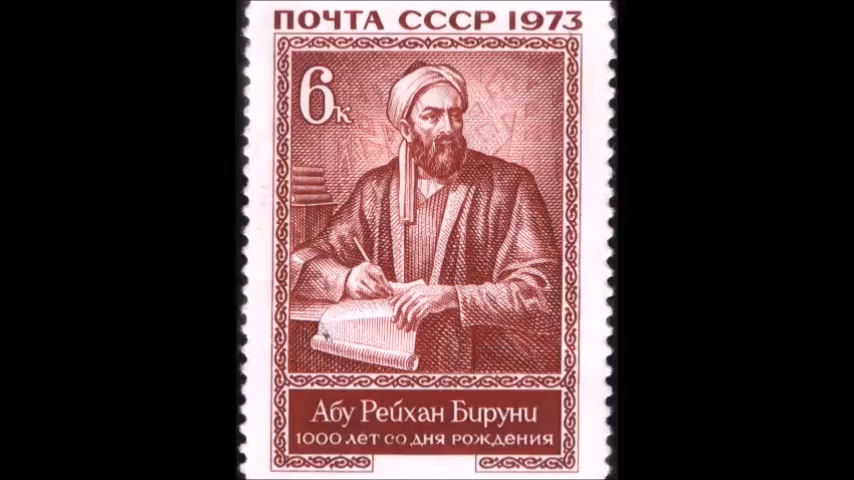 ПОЧТА СССР 1973
6к
Абу Рейхан Бируни
1000 лет со дня рождения